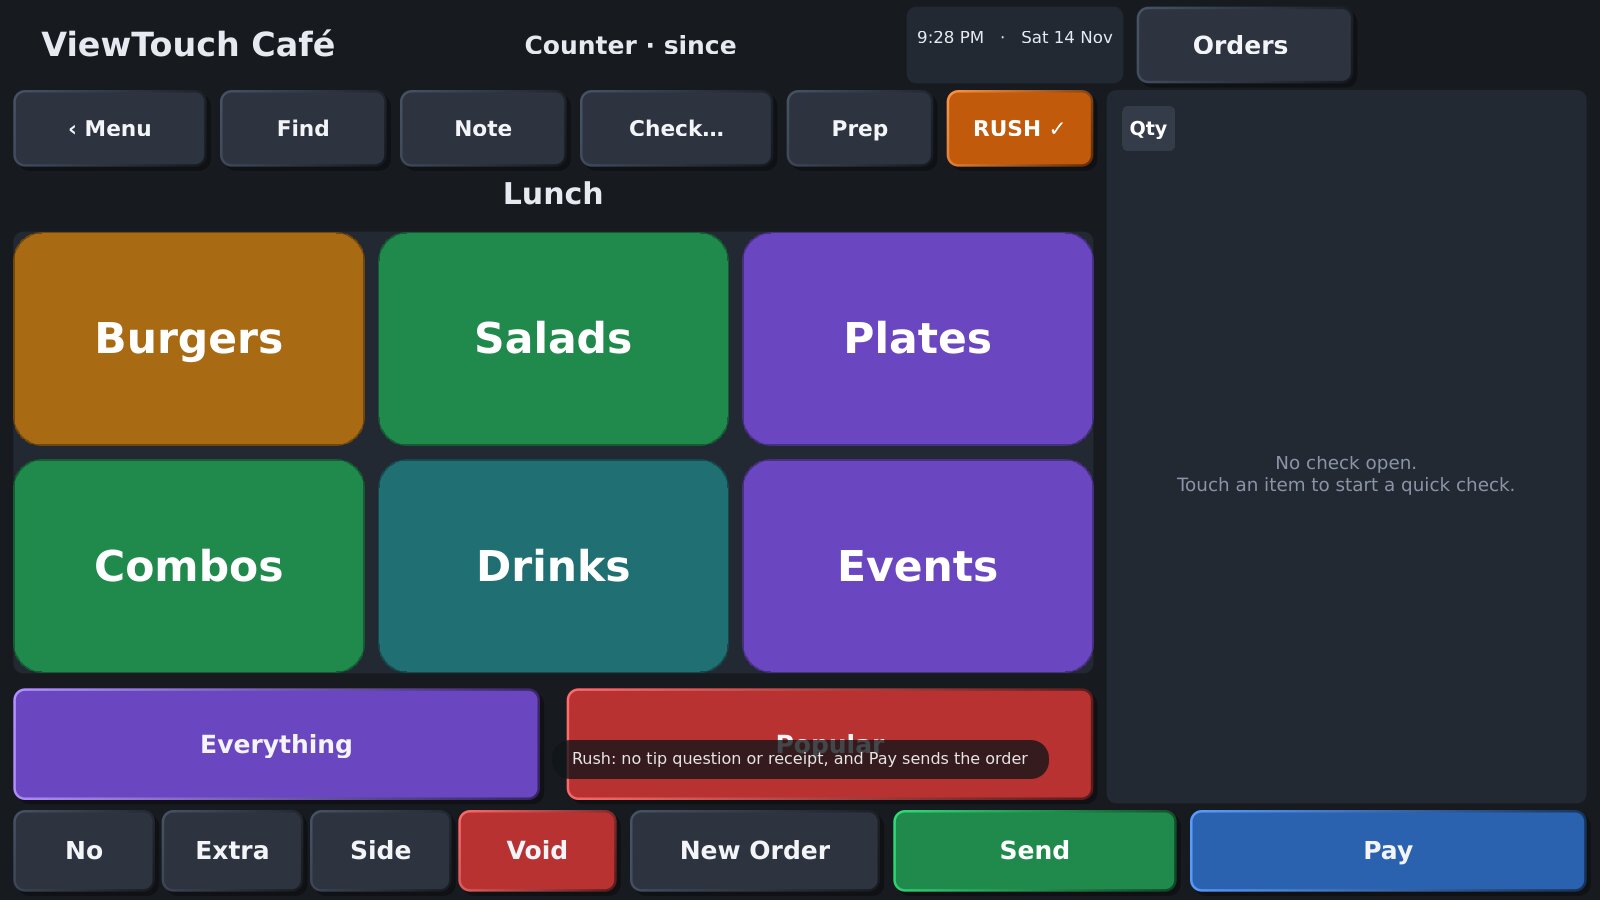 ViewTouch Café
Counter · since
9:28 PM · Sat 14 Nov
Orders
‹ Menu
Find
Note
Check…
Prep
RUSH ✓
Qty
Lunch
Burgers
Salads
Plates
Combos
Drinks
Events
No check open.
Touch an item to start a quick check.
Everything
Popular
Rush: no tip question or receipt, and Pay sends the order
No
Extra
Side
Void
New Order
Send
Pay